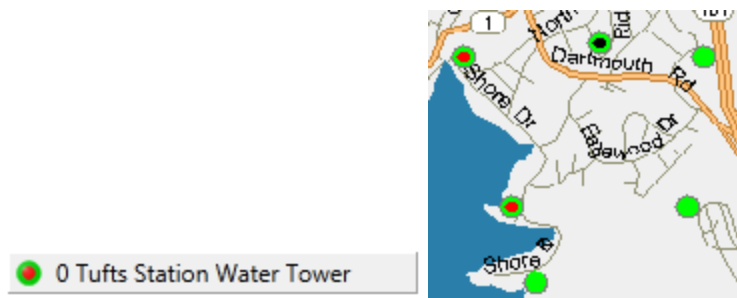 0 Tufts Station Water Tower
1
North
Rid
Dartmouth
Rd
Shore Dr
Edgewood Dr
Shore